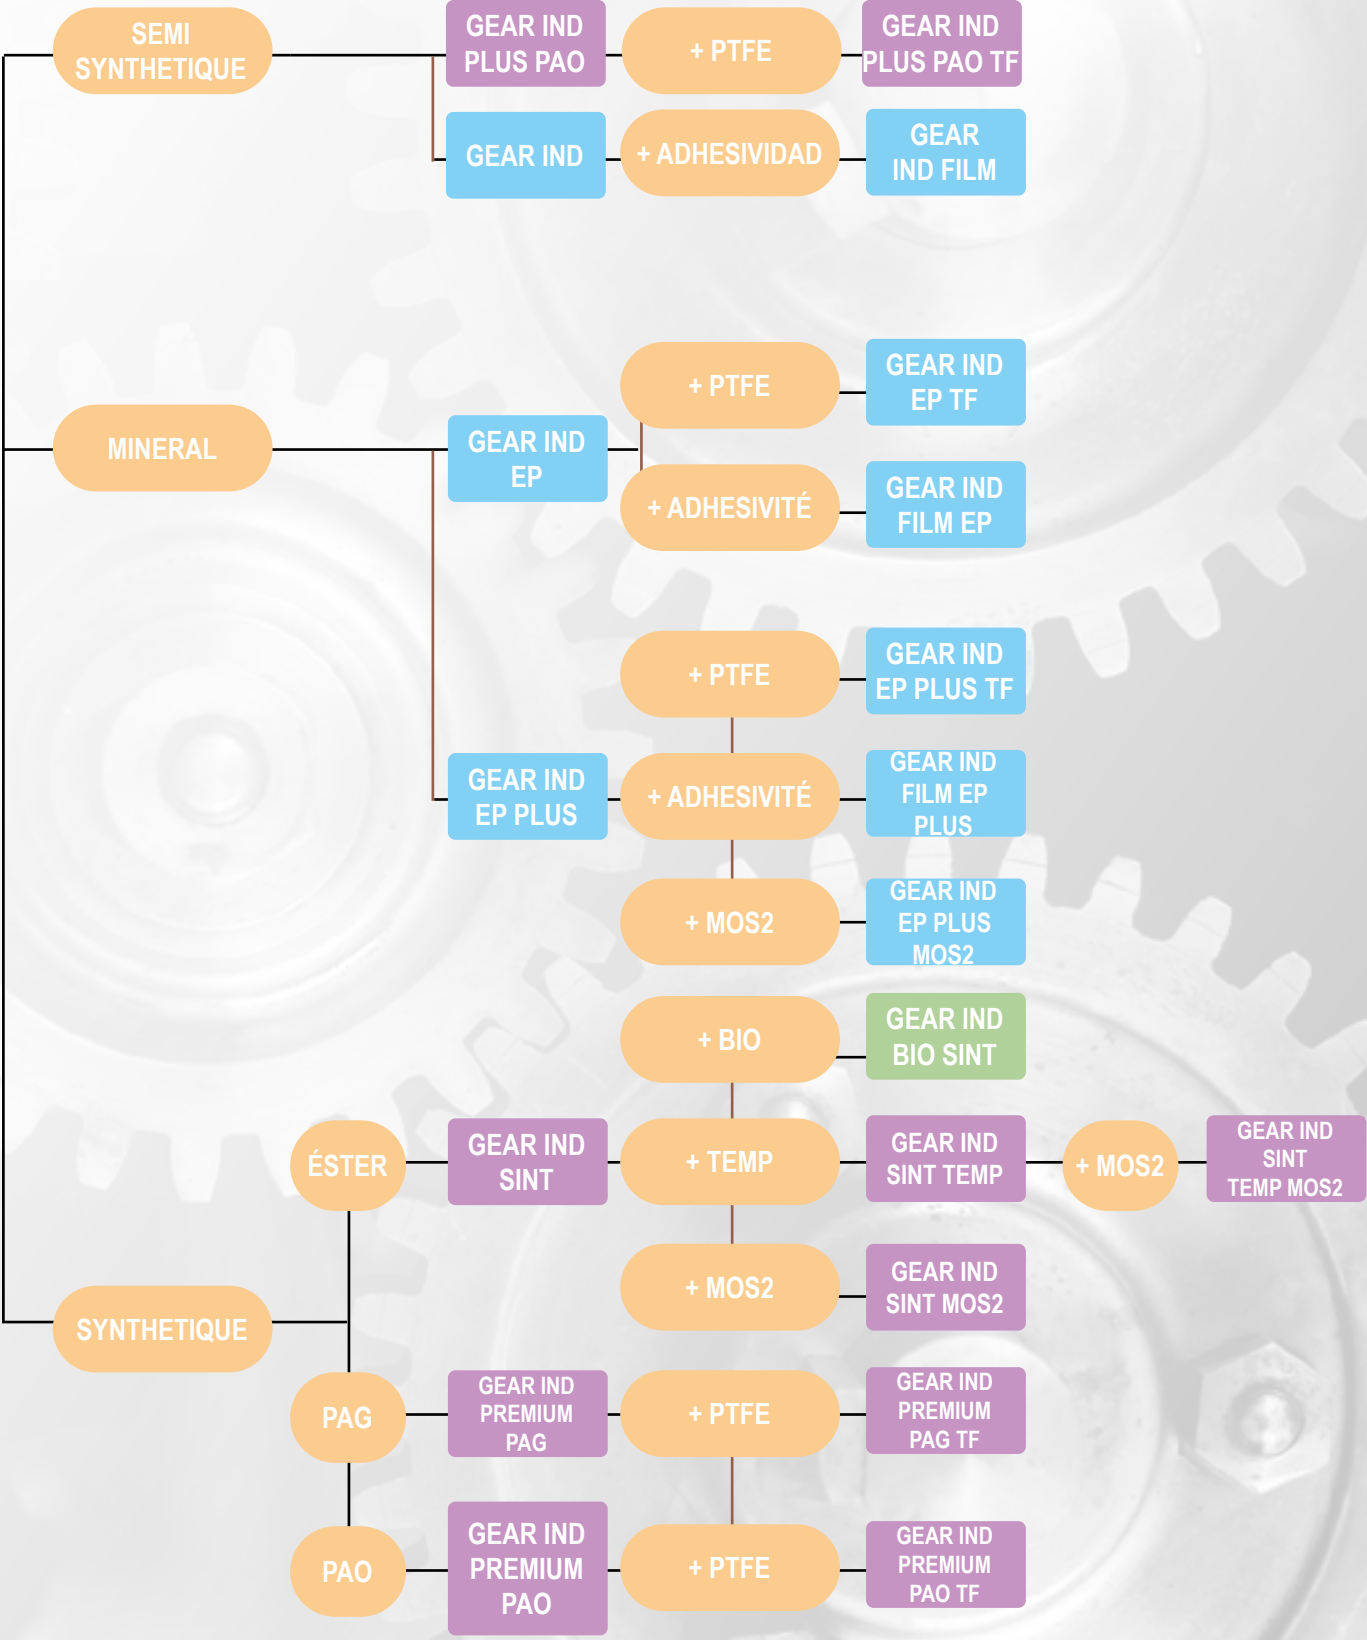 SEMI
SYNTHETIQUE
GEAR IND
PLUS PAO
+ PTFE
GEAR IND
PLUS PAO TF
GEAR IND
+ ADHESIVIDAD
GEAR
IND FILM
MINERAL
GEAR IND
EP
+ PTFE
GEAR IND
EP TF
+ ADHESIVITÉ
GEAR IND
FILM EP
+ PTFE
GEAR IND
EP PLUS TF
GEAR IND
EP PLUS
+ ADHESIVITÉ
GEAR IND
FILM EP
PLUS
+ MOS2
GEAR IND
EP PLUS
MOS2
+ BIO
GEAR IND
BIO SINT
ÉSTER
GEAR IND
SINT
+ TEMP
GEAR IND
SINT TEMP
+ MOS2
GEAR IND
SINT
TEMP MOS2
+ MOS2
GEAR IND
SINT MOS2
SYNTHETIQUE
PAG
GEAR IND
PREMIUM
PAG
+ PTFE
GEAR IND
PREMIUM
PAG TF
PAO
GEAR IND
PREMIUM
PAO
+ PTFE
GEAR IND
PREMIUM
PAO TF